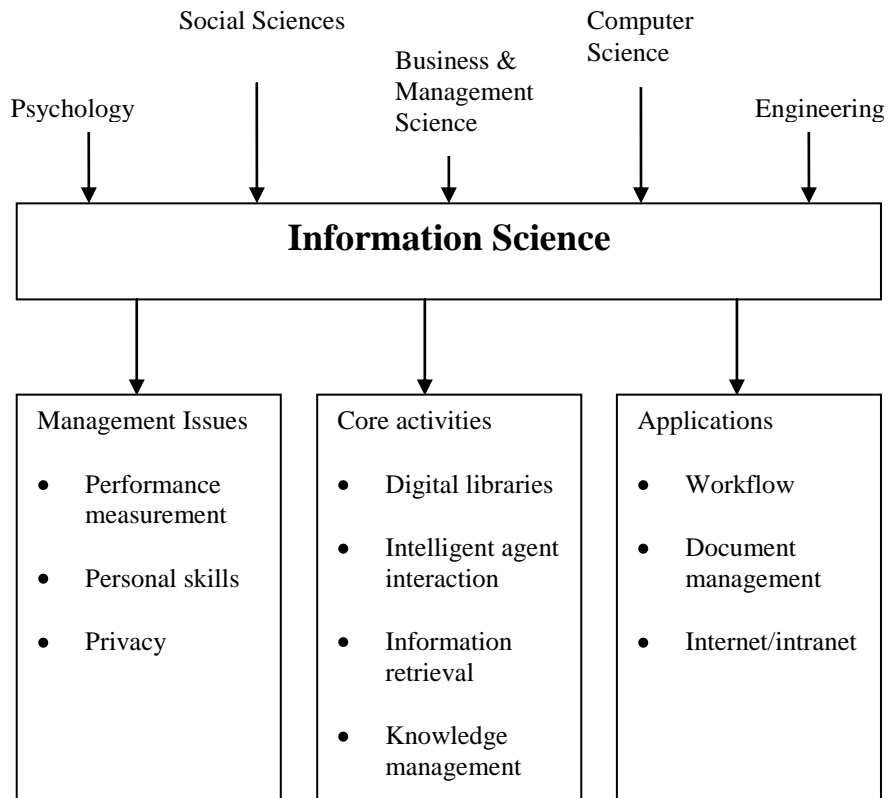 Social Sciences
Computer
Science
Business &
Management
Science
Psychology
Engineering
Information Science
Management Issues
Performance
measurement
Personal skills
Privacy
Core activities
Digital libraries
Intelligent agent
interaction
Information
retrieval
Knowledge
management
Applications
Workflow
Document
management
Internet/intranet